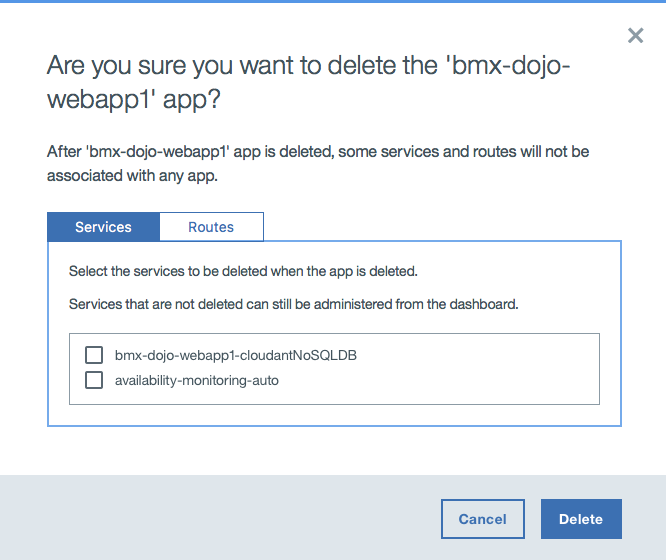 Are you sure you want to delete the 'bmx-dojo-
webapp1' app?
After 'bmx-dojo-webapp1' app is deleted, some services and routes will not be
associated with any app.
Services
Routes
Select the services to be deleted when the app is deleted.
Services that are not deleted can still be administered from the dashboard.
bmx-dojo-webapp1-cloudantNoSQLDB
availability-monitoring-auto
Cancel
Delete